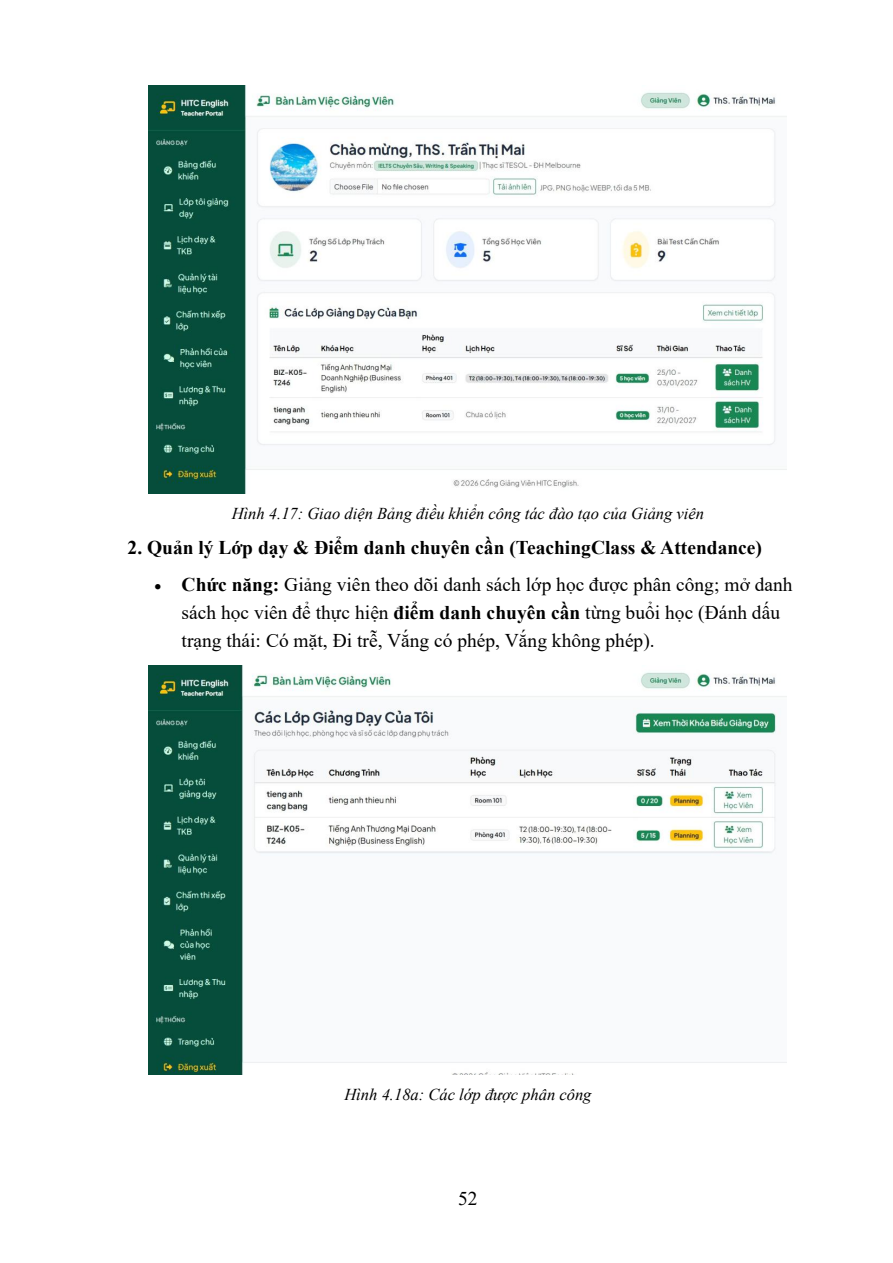 HITC English
Teacher Portal
GIẢNG DẠY
Bảng điều
khiển
Lớp tôi giảng
dạy
Lịch dạy &
TKB
Quản lý tài
liệu học
Chấm thi xếp
lớp
Phản hồi của
học viên
Lương & Thu
nhập
HỆ THỐNG
Trang chủ
Đăng xuất
Bàn Làm Việc Giảng Viên
Giảng Viên
ThS. Trần Thị Mai
Chào mừng, ThS. Trần Thị Mai
Chuyên môn: IELTS Chuyên Sâu, Writing & Speaking | Thạc sĩ TESOL - ĐH Melbourne
Choose File No file chosen Tải ảnh lên JPG, PNG hoặc WEBP, tối đa 5 MB.
Tổng Số Lớp Phụ Trách
2
Tổng Số Học Viên
5
Bài Test Cần Chấm
9
Các Lớp Giảng Dạy Của Bạn
Xem chi tiết lớp
Tên Lớp Khóa Học Phòng Học Lịch Học Sĩ Số Thời Gian Thao Tác
BIZ-K05-T246 Tiếng Anh Thương Mại Doanh Nghiệp (Business English) Phòng 401 T2 (18:00-19:30), T4 (18:00-19:30), T6 (18:00-19:30) 5 học viên 25/10 - 03/01/2027 Danh sách HV
tieng anh cang bang tieng anh thieu nhi Room 101 Chưa có lịch 0 học viên 31/10 - 22/01/2027 Danh sách HV
© 2026 Cổng Giảng Viên HITC English.
Hình 4.17: Giao diện Bảng điều khiển công tác đào tạo của Giảng viên
2. Quản lý Lớp dạy & Điểm danh chuyên cần (TeachingClass & Attendance)
• Chức năng: Giảng viên theo dõi danh sách lớp học được phân công; mở danh
sách học viên để thực hiện điểm danh chuyên cần từng buổi học (Đánh dấu
trạng thái: Có mặt, Đi trễ, Vắng có phép, Vắng không phép).
HITC English
Teacher Portal
GIẢNG DẠY
Bảng điều
khiển
Lớp tôi
giảng dạy
Lịch dạy &
TKB
Quản lý tài
liệu học
Chấm thi xếp
lớp
Phản hồi
của học
viên
Lương & Thu
nhập
HỆ THỐNG
Trang chủ
Đăng xuất
Bàn Làm Việc Giảng Viên
Giảng Viên
ThS. Trần Thị Mai
Các Lớp Giảng Dạy Của Tôi
Theo dõi lịch học, phòng học và sĩ số các lớp đang phụ trách
Xem Thời Khóa Biểu Giảng Dạy
Tên Lớp Học Chương Trình Phòng Học Lịch Học Sĩ Số Trạng Thái Thao Tác
tieng anh cang bang tieng anh thieu nhi Room 101 0 / 20 Planning Xem Học Viên
BIZ-K05-T246 Tiếng Anh Thương Mại Doanh Nghiệp (Business English) Phòng 401 T2 (18:00-19:30), T4 (18:00-19:30), T6 (18:00-19:30) 5 / 15 Planning Xem Học Viên
Hình 4.18a: Các lớp được phân công
52